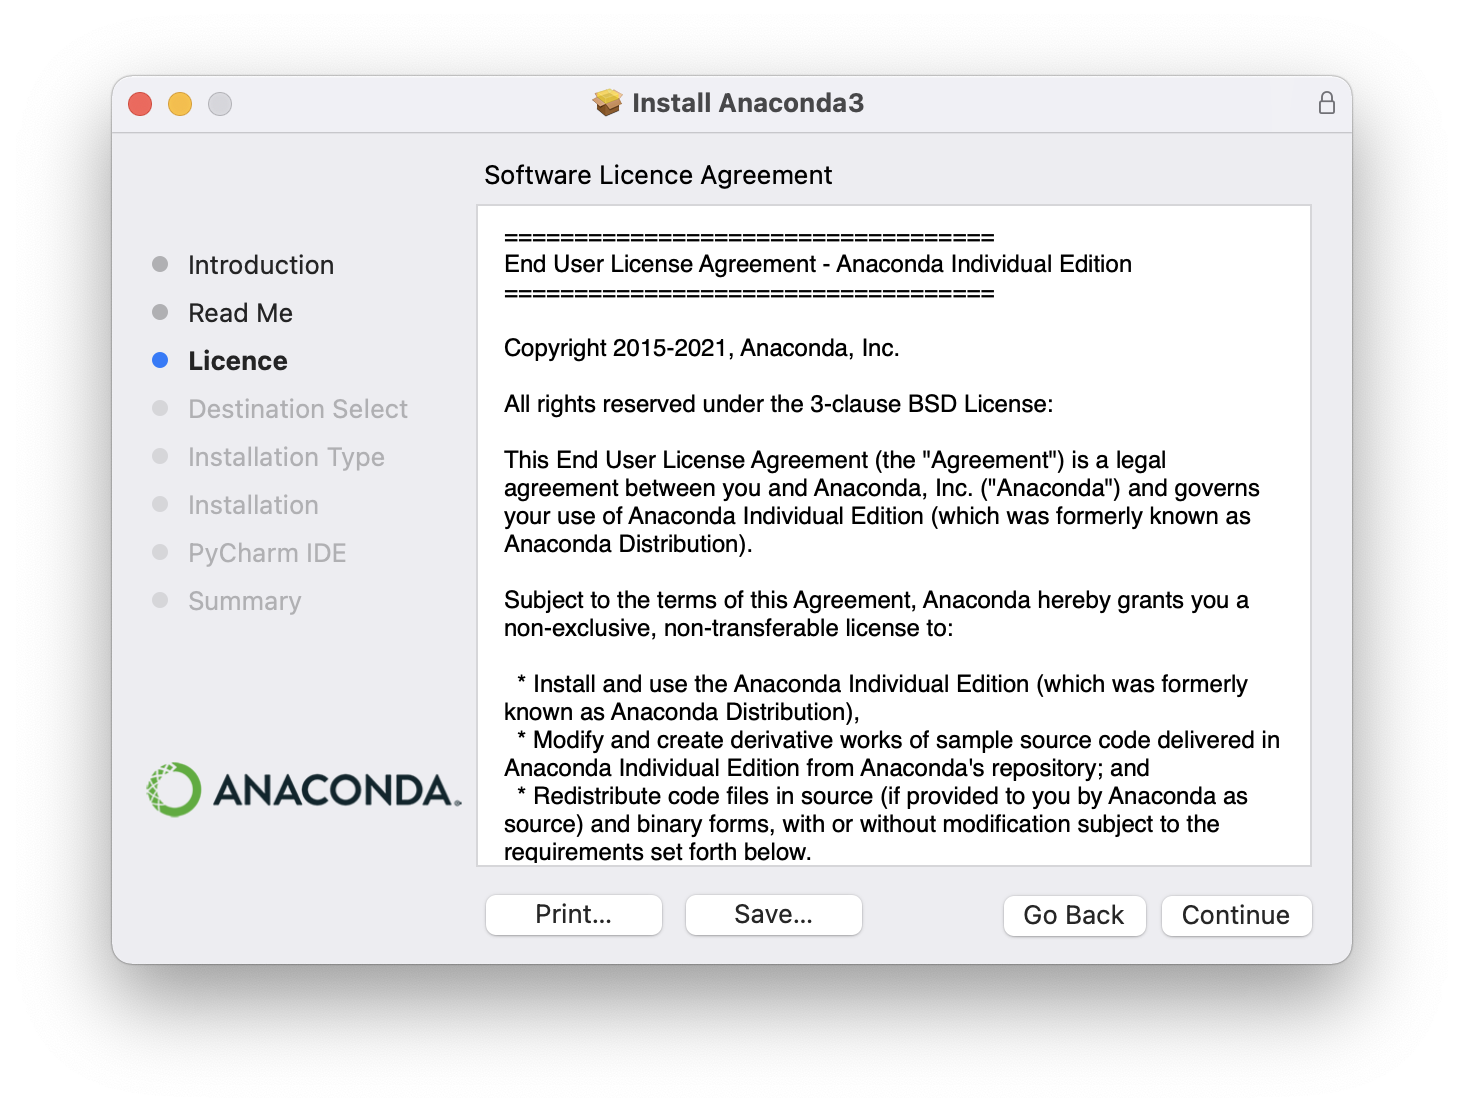 Install Anaconda3
Software Licence Agreement
Introduction
Read Me
Licence
Destination Select
Installation Type
Installation
PyCharm IDE
Summary
ANACONDA.
===================================
End User License Agreement - Anaconda Individual Edition
===================================
Copyright 2015-2021, Anaconda, Inc.
All rights reserved under the 3-clause BSD License:
This End User License Agreement (the "Agreement") is a legal
agreement between you and Anaconda, Inc. ("Anaconda") and governs
your use of Anaconda Individual Edition (which was formerly known as
Anaconda Distribution).
Subject to the terms of this Agreement, Anaconda hereby grants you a
non-exclusive, non-transferable license to:
* Install and use the Anaconda Individual Edition (which was formerly
known as Anaconda Distribution),
* Modify and create derivative works of sample source code delivered in
Anaconda Individual Edition from Anaconda's repository; and
* Redistribute code files in source (if provided to you by Anaconda as
source) and binary forms, with or without modification subject to the
requirements set forth below.
Print...
Save...
Go Back
Continue